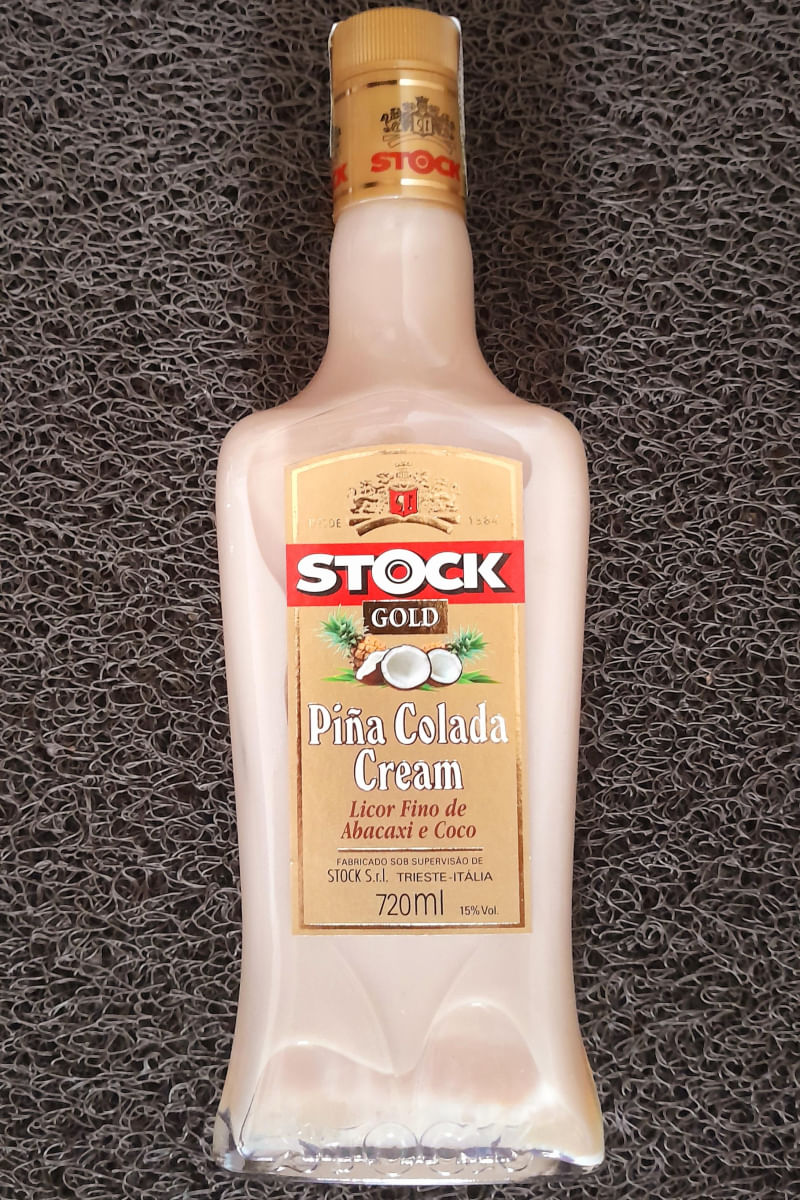 STOCK
DESDE 1884
STOCK
GOLD
Piña Colada
Cream
Licor Fino de
Abacaxi e Coco
FABRICADO SOB SUPERVISÃO DE
STOCK S.r.l. TRIESTE-ITÁLIA
720ml 15% Vol.